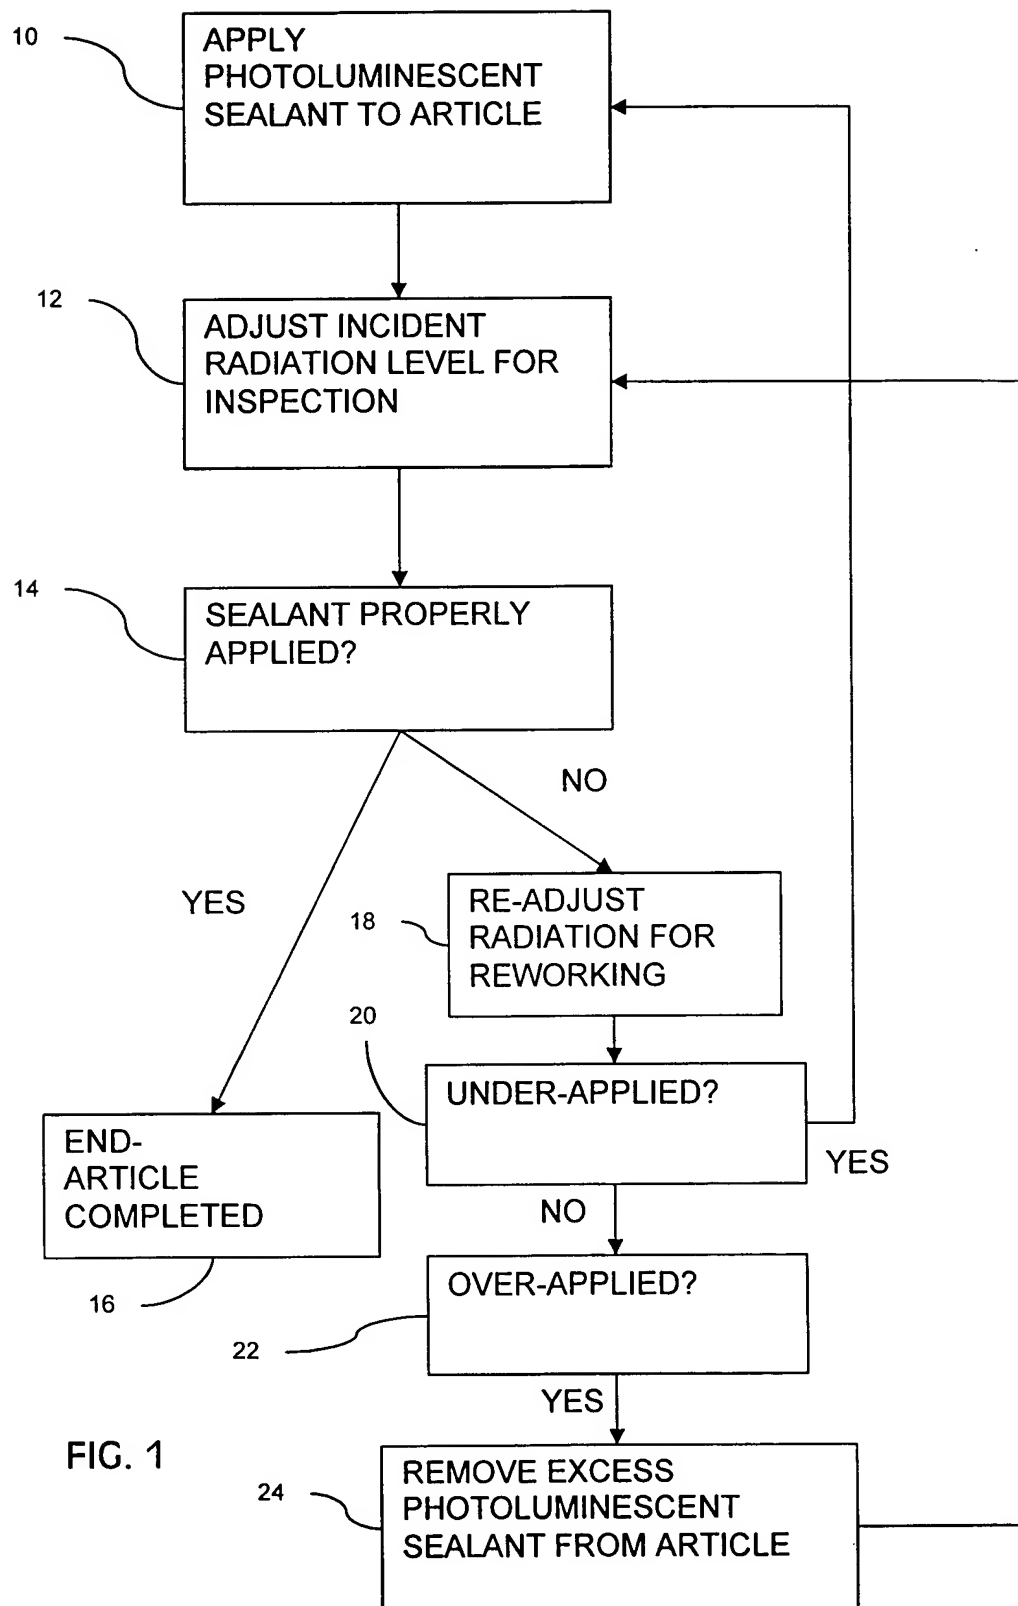 10
APPLY
PHOTOLUMINESCENT
SEALANT TO ARTICLE
12
ADJUST INCIDENT
RADIATION LEVEL FOR
INSPECTION
14
SEALANT PROPERLY
APPLIED?
NO
YES
18
RE-ADJUST
RADIATION FOR
REWORKING
20
UNDER-APPLIED?
YES
END-
ARTICLE
COMPLETED
NO
16
OVER-APPLIED?
22
YES
FIG. 1
24
REMOVE EXCESS
PHOTOLUMINESCENT
SEALANT FROM ARTICLE